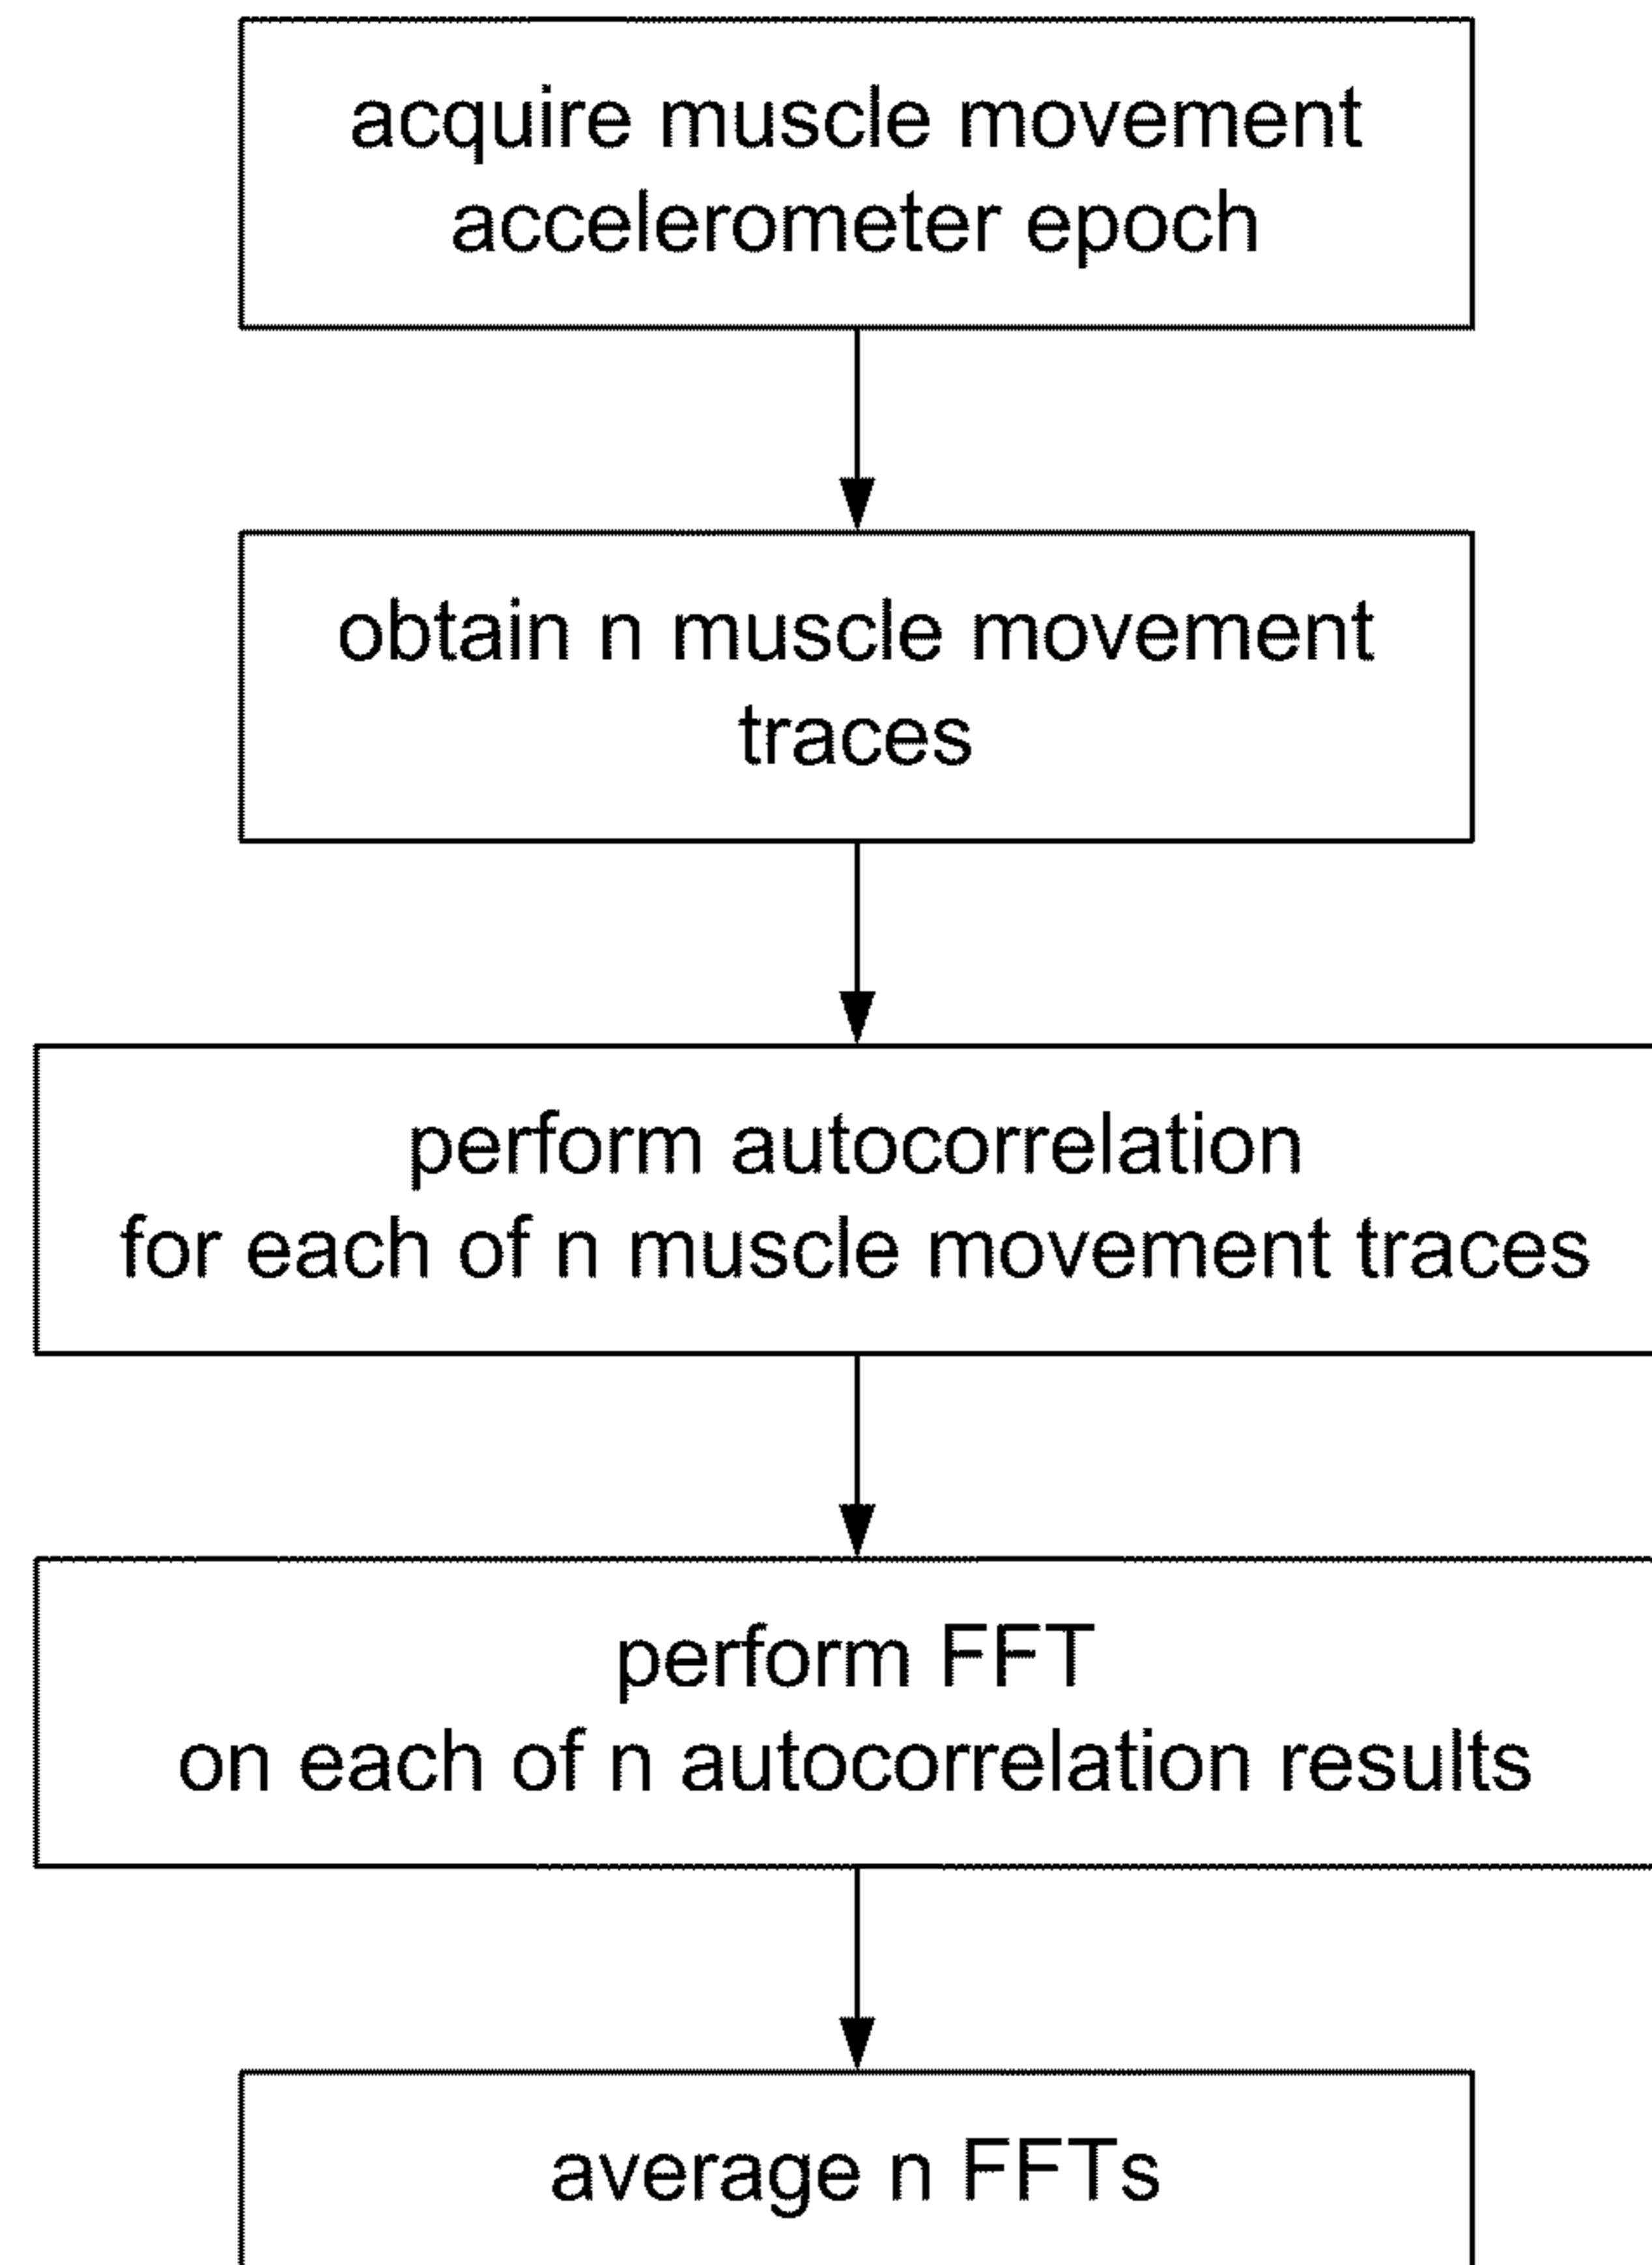 acquire muscle movement
accelerometer epoch
obtain n muscle movement
traces
perform autocorrelation
for each of n muscle movement traces
perform FFT
on each of n autocorrelation results
average n FFTs